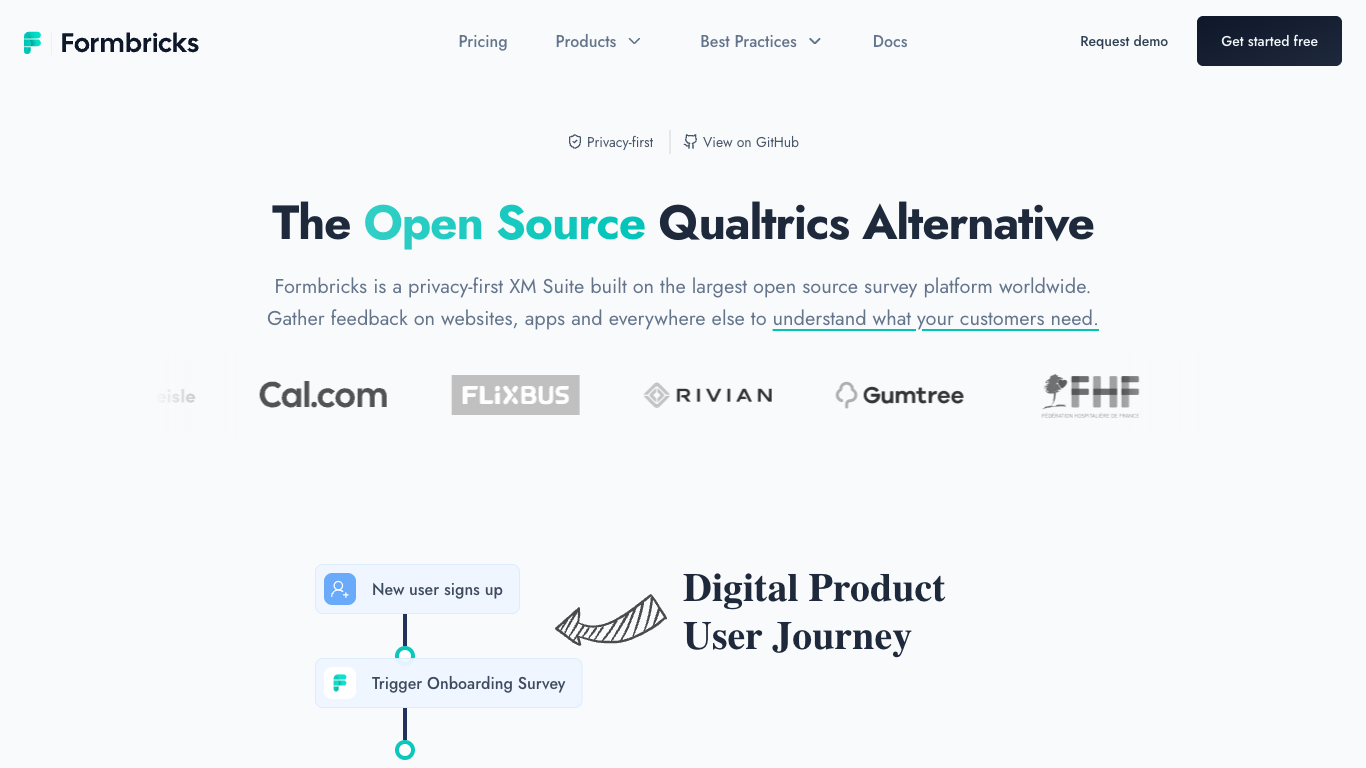 Formbricks
Pricing
Products
Best Practices
Docs
Request demo
Get started free
Privacy-first
View on GitHub
The Open Source Qualtrics Alternative
Formbricks is a privacy-first XM Suite built on the largest open source survey platform worldwide.
Gather feedback on websites, apps and everywhere else to understand what your customers need.
eisle
Cal.com
FLiXBUS
RIVIAN
Gumtree
FHF
FÉDÉRATION HOSPITALIÈRE DE FRANCE
New user signs up
Digital Product
User Journey
Trigger Onboarding Survey